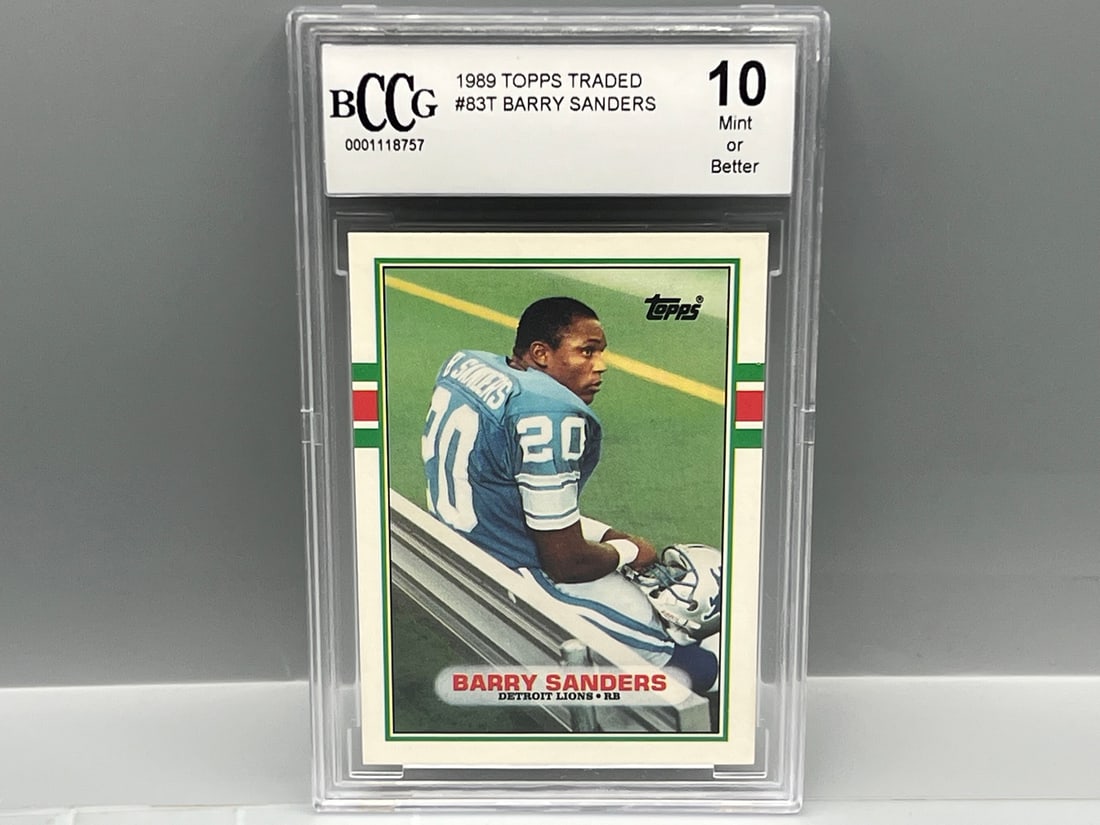 BCCG
0001118757
1989 TOPPS TRADED
#83T BARRY SANDERS
10
Mint
or
Better
Topps®
B SANDERS
20
20
BARRY SANDERS
DETROIT LIONS • RB